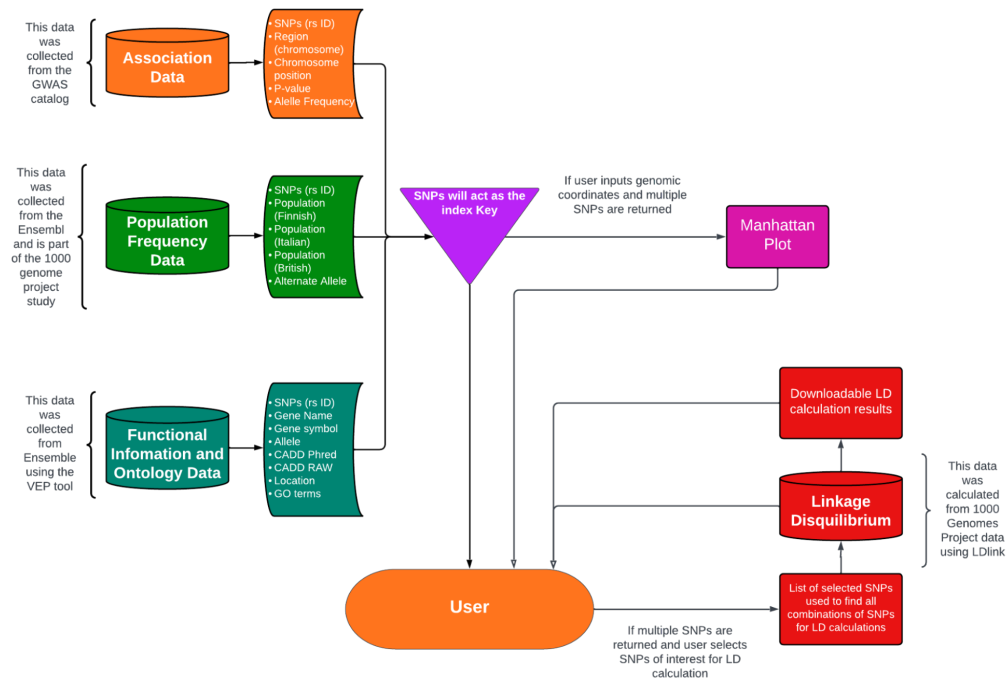 This data
was
collected
from the
GWAS
catalog
Association
Data
• SNPs (rs ID)
• Region
(chromosome)
• Chromosome
position
• P-value
• Alelle Frequency
This data
was
collected
from the
Ensembl
and is part
of the 1000
genome
project
study
Population
Frequency
Data
• SNPs (rs ID)
• Population
(Finnish)
• Population
(Italian)
• Population
(British)
• Alternate Allele
SNPs will act as the
index Key
If user inputs genomic
coordinates and multiple
SNPs are returned
Manhattan
Plot
This data
was
collected
from
Ensemble
using the
VEP tool
Functional
Infomation and
Ontology Data
• SNPs (rs ID)
• Gene Name
• Gene symbol
• Allele
• CADD Phred
• CADD RAW
• Location
• GO terms
Downloadable LD
calculation results
Linkage
Disquilibrium
This data
was
calculated
from 1000
Genomes
Project data
using LDlink
List of selected SNPs
used to find all
combinations of SNPs
for LD calculations
User
If multiple SNPs are
returned and user selects
SNPs of interest for LD
calculation